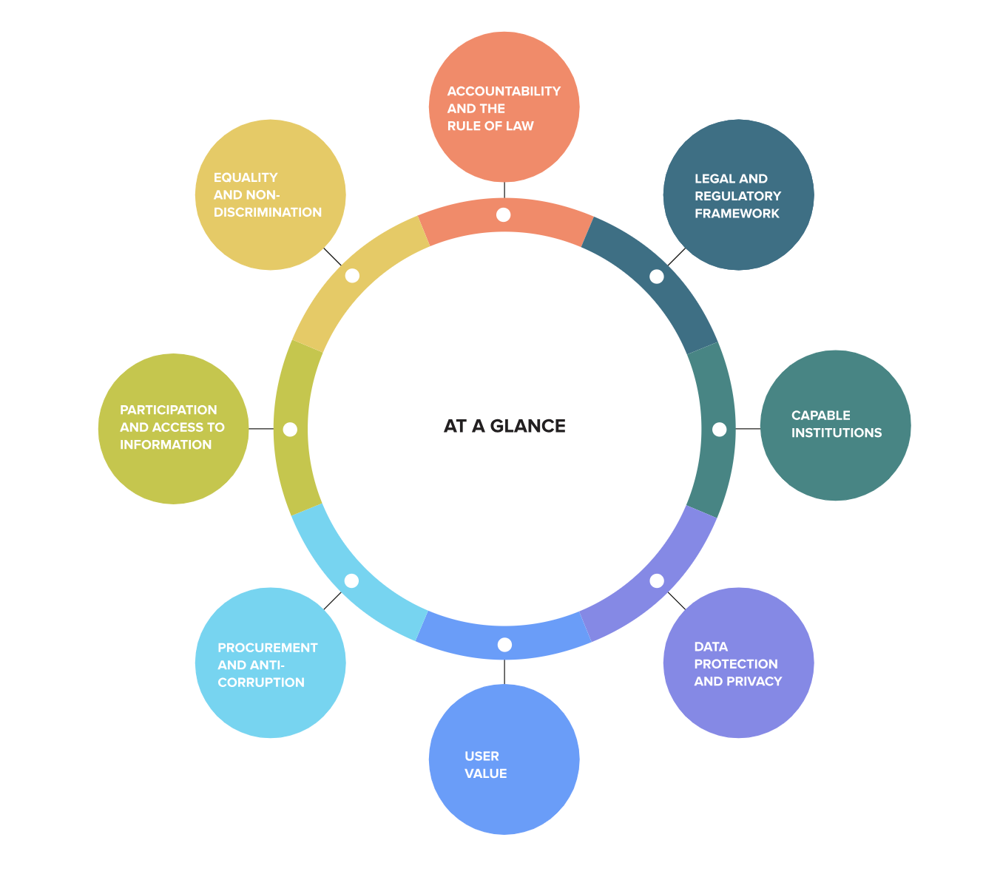 ACCOUNTABILITY
AND THE
RULE OF LAW
LEGAL AND
REGULATORY
FRAMEWORK
CAPABLE
INSTITUTIONS
DATA
PROTECTION
AND PRIVACY
USER
VALUE
PROCUREMENT
AND ANTI-
CORRUPTION
PARTICIPATION
AND ACCESS TO
INFORMATION
EQUALITY
AND NON-
DISCRIMINATION
AT A GLANCE